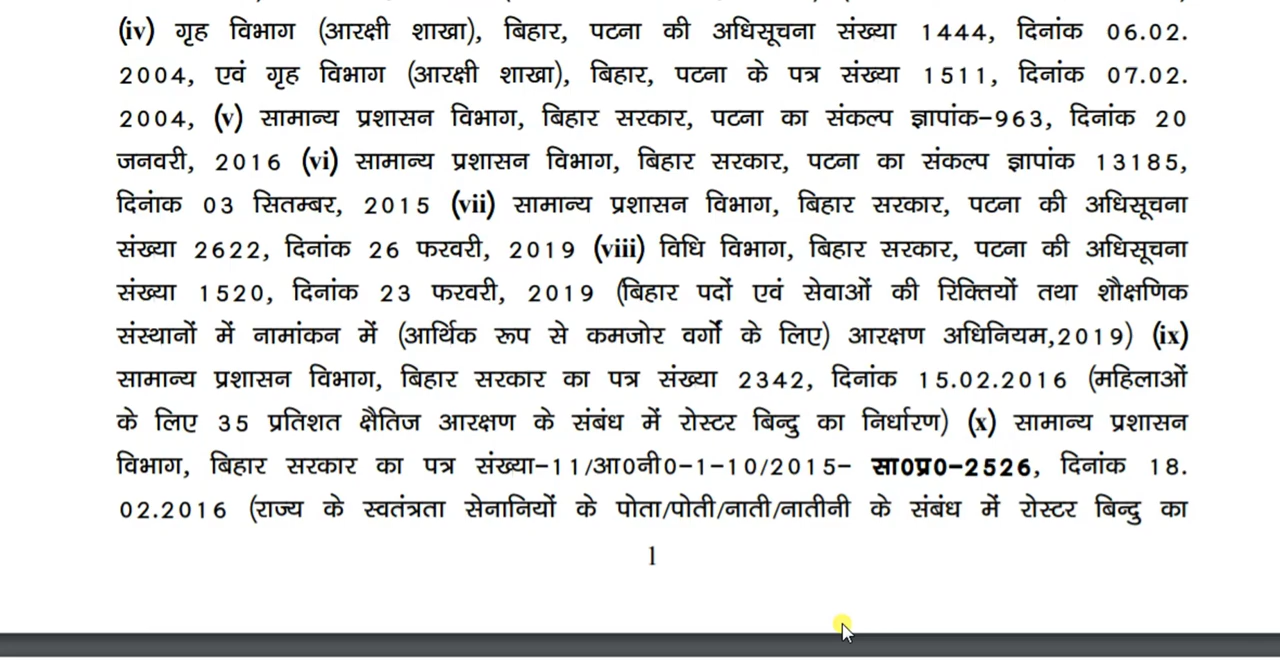 (iv) गृह विभाग (आरक्षी शाखा), बिहार, पटना की अधिसूचना संख्या 1444, दिनांक 06.02.
2004, एवं गृह विभाग (आरक्षी शाखा), बिहार, पटना के पत्र संख्या 1511, दिनांक 07.02.
2004, (v) सामान्य प्रशासन विभाग, बिहार सरकार, पटना का संकल्प ज्ञापांक-963, दिनांक 20
जनवरी, 2016 (vi) सामान्य प्रशासन विभाग, बिहार सरकार, पटना का संकल्प ज्ञापांक 13185,
दिनांक 03 सितम्बर, 2015 (vii) सामान्य प्रशासन विभाग, बिहार सरकार, पटना की अधिसूचना
संख्या 2622, दिनांक 26 फरवरी, 2019 (viii) विधि विभाग, बिहार सरकार, पटना की अधिसूचना
संख्या 1520, दिनांक 23 फरवरी, 2019 (बिहार पदों एवं सेवाओं की रिक्तियों तथा शौक्षणिक
संस्थानों में नामांकन में (आर्थिक रूप से कमजोर वर्गों के लिए) आरक्षण अधिनियम,2019) (ix)
सामान्य प्रशासन विभाग, बिहार सरकार का पत्र संख्या 2342, दिनांक 15.02.2016 (महिलाओं
के लिए 35 प्रतिशत क्षैतिज आरक्षण के संबंध में रोस्टर बिन्दु का निर्धारण) (x) सामान्य प्रशासन
विभाग, बिहार सरकार का पत्र संख्या-11/आ0नी0-1-10/2015- सा0प्र0-2526, दिनांक 18.
02.2016 (राज्य के स्वतंत्रता सेनानियों के पोता/पोती/नाती/नातीनी के संबंध में रोस्टर बिन्दु का
1